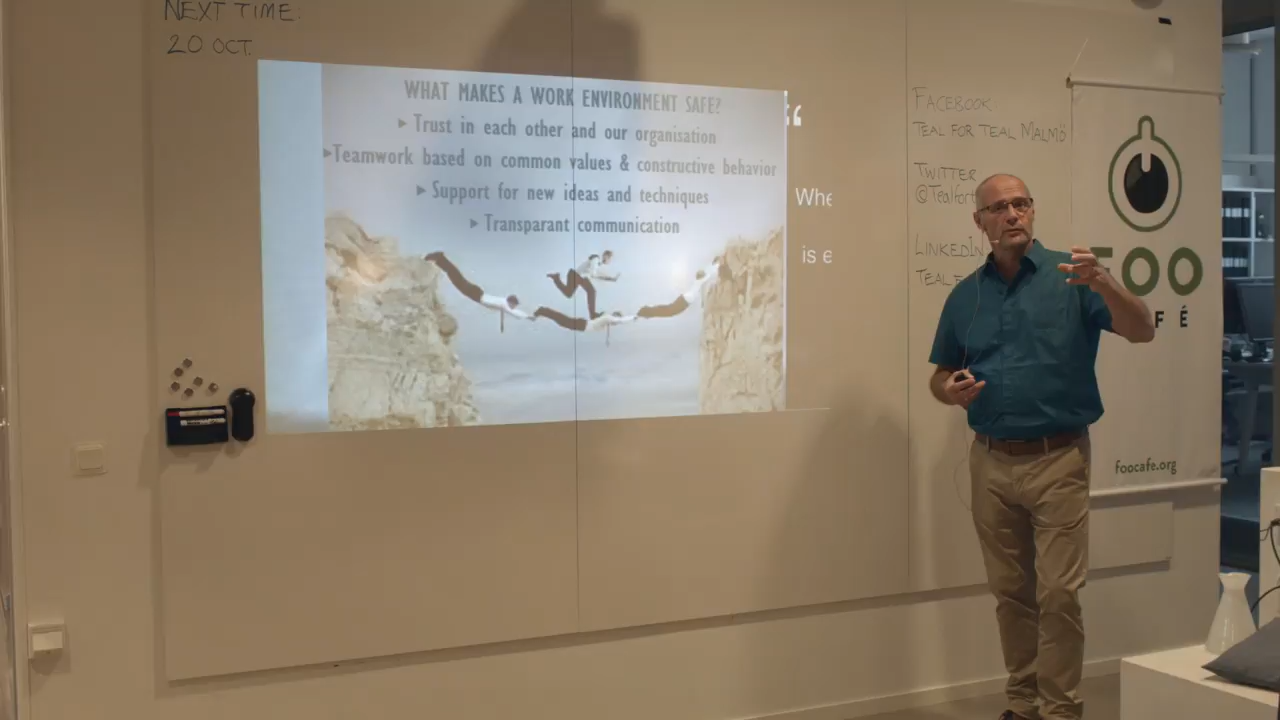 NEXT TIME:
20 OCT.
WHAT MAKES A WORK ENVIRONMENT SAFE?
▸Trust in each other and our organisation
▸Teamwork based on common values & constructive behavior
▸Support for new ideas and techniques
▸Transparant communication
“
Whe
is e
FACEBOOK
TEAL FOR TEAL MALMÖ
TWITTER
@Tealfort
LINKEDIN
TEAL F
FOO
FÉ
foocafe.org